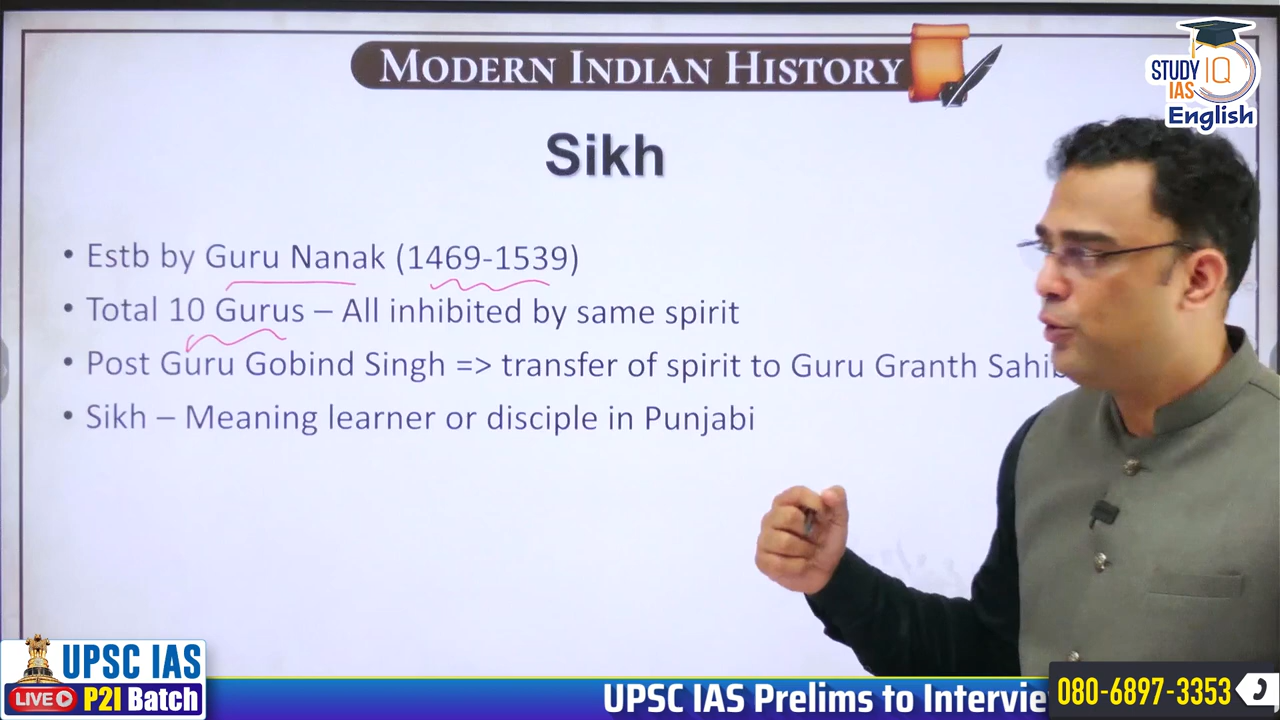 MODERN INDIAN HISTORY
STUDY IQ
IAS
English
Sikh
• Estb by Guru Nanak (1469-1539)
• Total 10 Gurus – All inhibited by same spirit
• Post Guru Gobind Singh => transfer of spirit to Guru Granth Sahib
• Sikh – Meaning learner or disciple in Punjabi
UPSC IAS
LIVE P2I Batch
UPSC IAS Prelims to Intervie
080-6897-3353